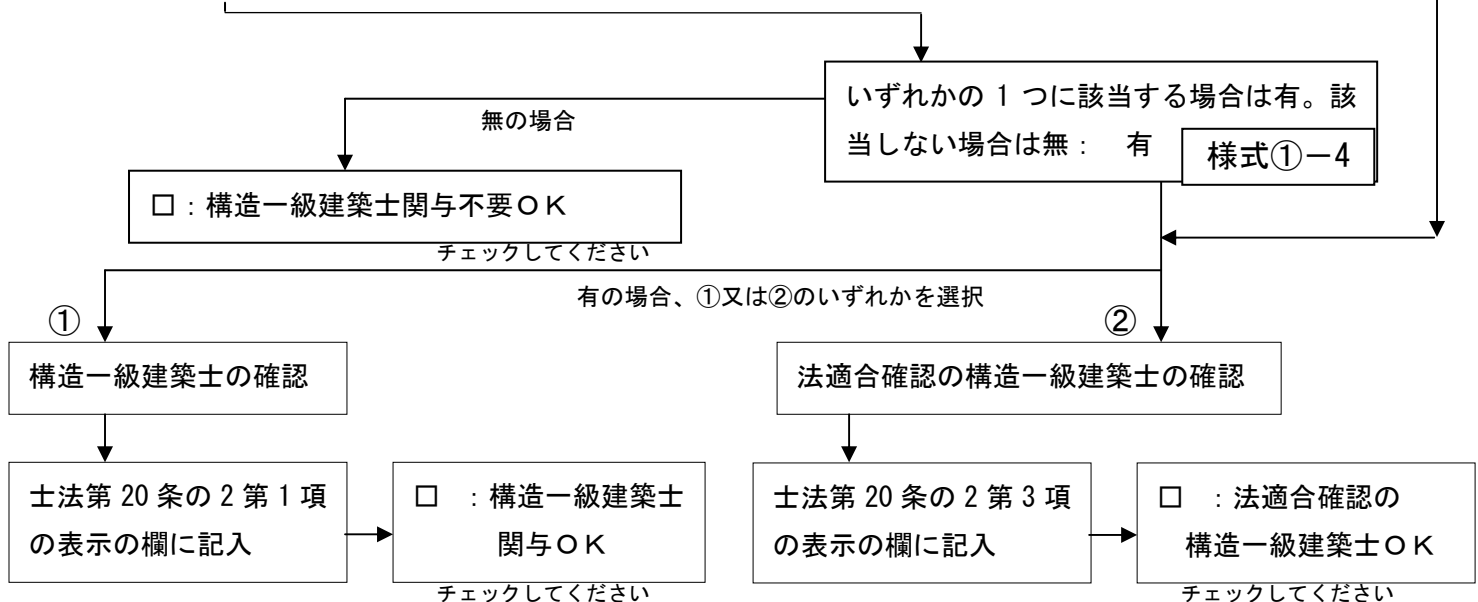 いずれかの 1 つに該当する場合は有。該
当しない場合は無： 有
様式①－4
無の場合
□：構造一級建築士関与不要ＯＫ
チェックしてください
有の場合、①又は②のいずれかを選択
①
②
構造一級建築士の確認
法適合確認の構造一級建築士の確認
士法第 20 条の 2 第 1 項
の表示の欄に記入
□ ：構造一級建築士
関与ＯＫ
チェックしてください
士法第 20 条の 2 第 3 項
の表示の欄に記入
□ ：法適合確認の
構造一級建築士ＯＫ
チェックしてください